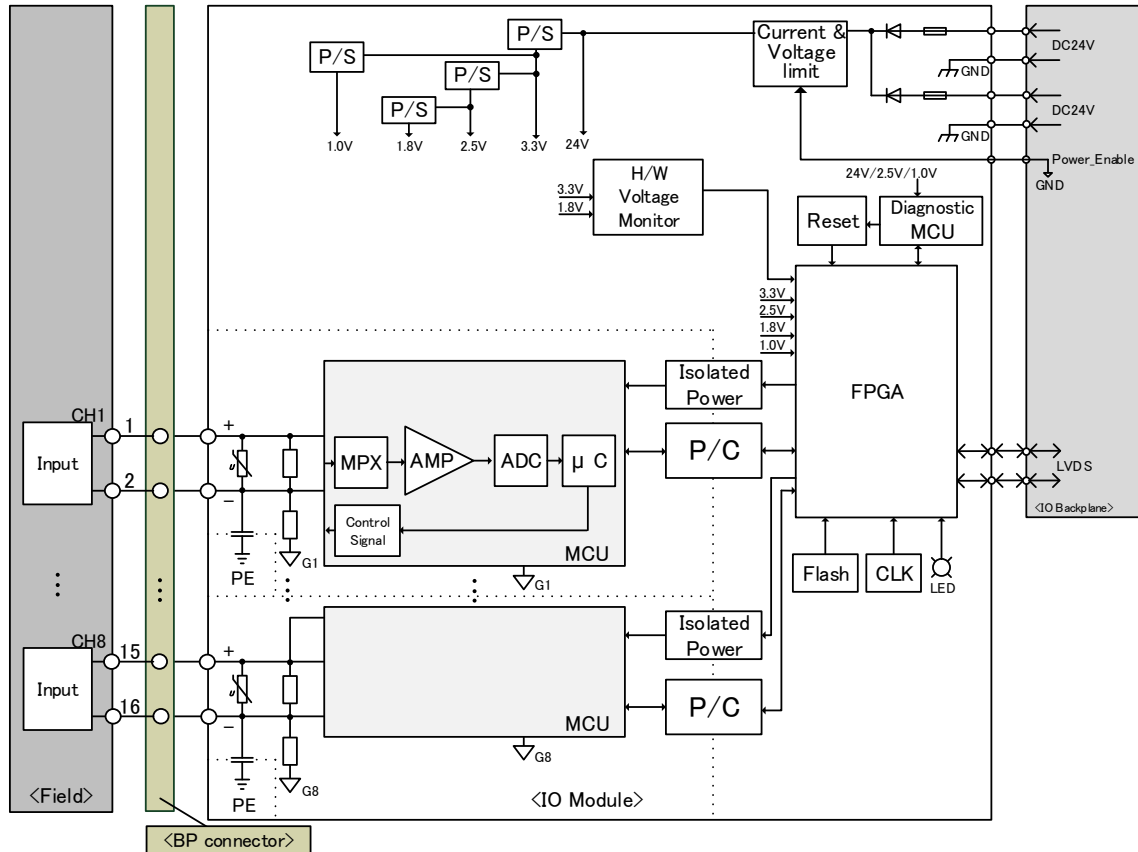 P/S
Current &
Voltage
limit
DC24V
P/S
P/S
GND
P/S
DC24V
1.0V
1.8V
2.5V
3.3V
24V
GND
Power_Enable
GND
H/W
Voltage
Monitor
3.3V
1.8V
24V/2.5V/1.0V
Reset
Diagnostic
MCU
3.3V
2.5V
1.8V
1.0V
FPGA
Isolated
Power
P/C
LVDS
<IO Backplane>
Flash
CLK
LED
CH1
Input
1
2
+
−
PE
G1
MPX
AMP
ADC
μ C
Control
Signal
MCU
G1
CH8
Input
15
16
+
−
PE
G8
MCU
G8
Isolated
Power
P/C
<Field>
<IO Module>
<BP connector>